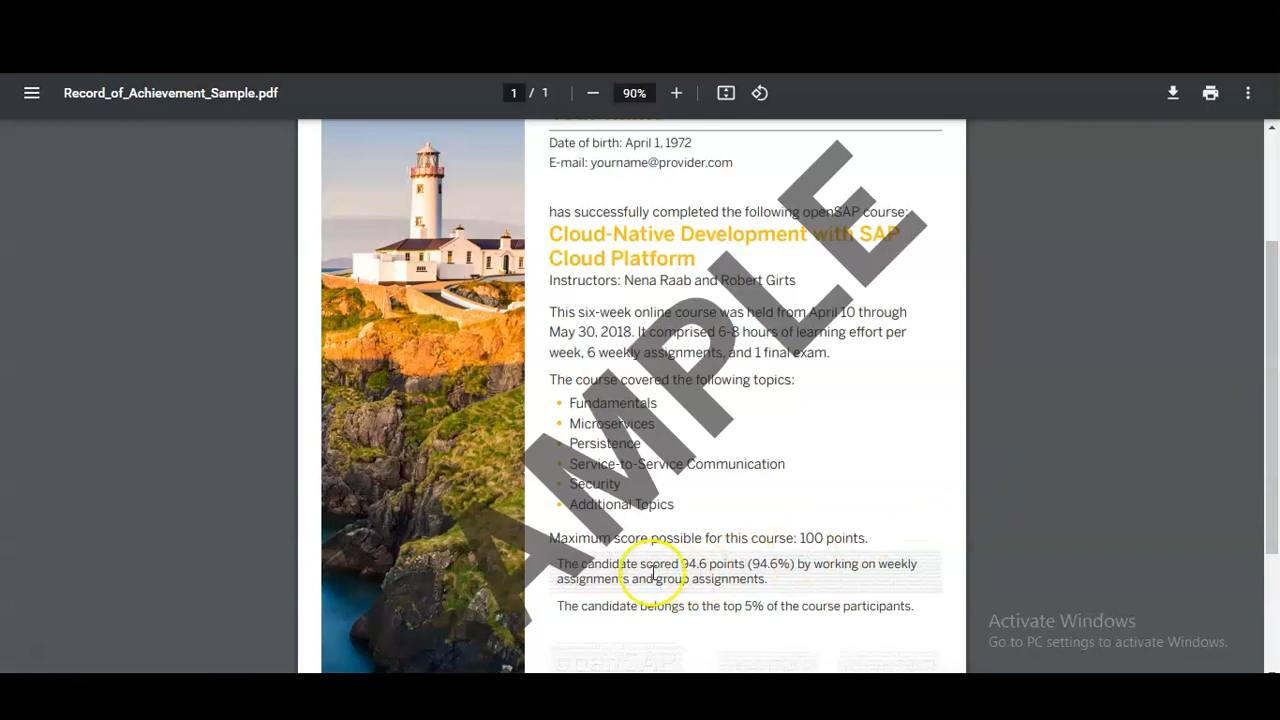 Record_of_Achievement_Sample.pdf
1 / 1
90%
Date of birth: April 1, 1972
E-mail: yourname@provider.com
has successfully completed the following openSAP course:
Cloud-Native Development with SAP
Cloud Platform
Instructors: Nena Raab and Robert Girts
This six-week online course was held from April 10 through
May 30, 2018. It comprised 6-8 hours of learning effort per
week, 6 weekly assignments, and 1 final exam.
The course covered the following topics:
• Fundamentals
• Microservices
• Persistence
• Service-to-Service Communication
• Security
• Additional Topics
Maximum score possible for this course: 100 points.
The candidate scored 94.6 points (94.6%) by working on weekly
assignments and group assignments.
The candidate belongs to the top 5% of the course participants.
AMPLE
Activate Windows
Go to PC settings to activate Windows.